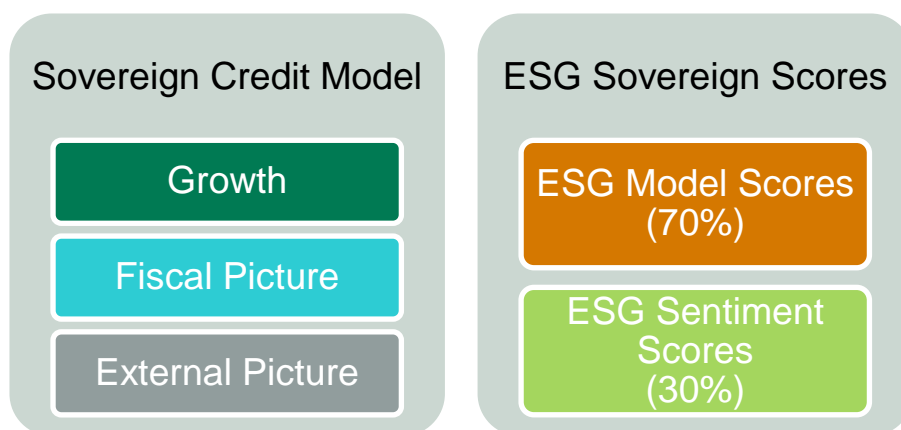 Sovereign Credit Model
Growth
Fiscal Picture
External Picture
ESG Sovereign Scores
ESG Model Scores
(70%)
ESG Sentiment
Scores
(30%)